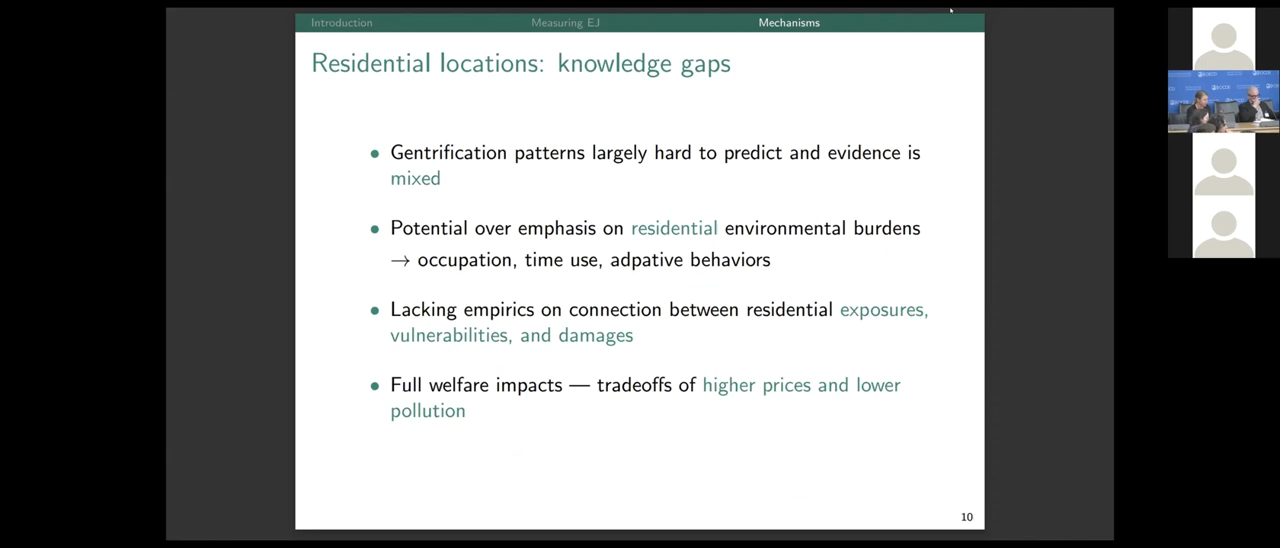 Introduction
Measuring EJ
Mechanisms
Residential locations: knowledge gaps
• Gentrification patterns largely hard to predict and evidence is
mixed
• Potential over emphasis on residential environmental burdens
→ occupation, time use, adpative behaviors
• Lacking empirics on connection between residential exposures,
vulnerabilities, and damages
• Full welfare impacts — tradeoffs of higher prices and lower
pollution
10